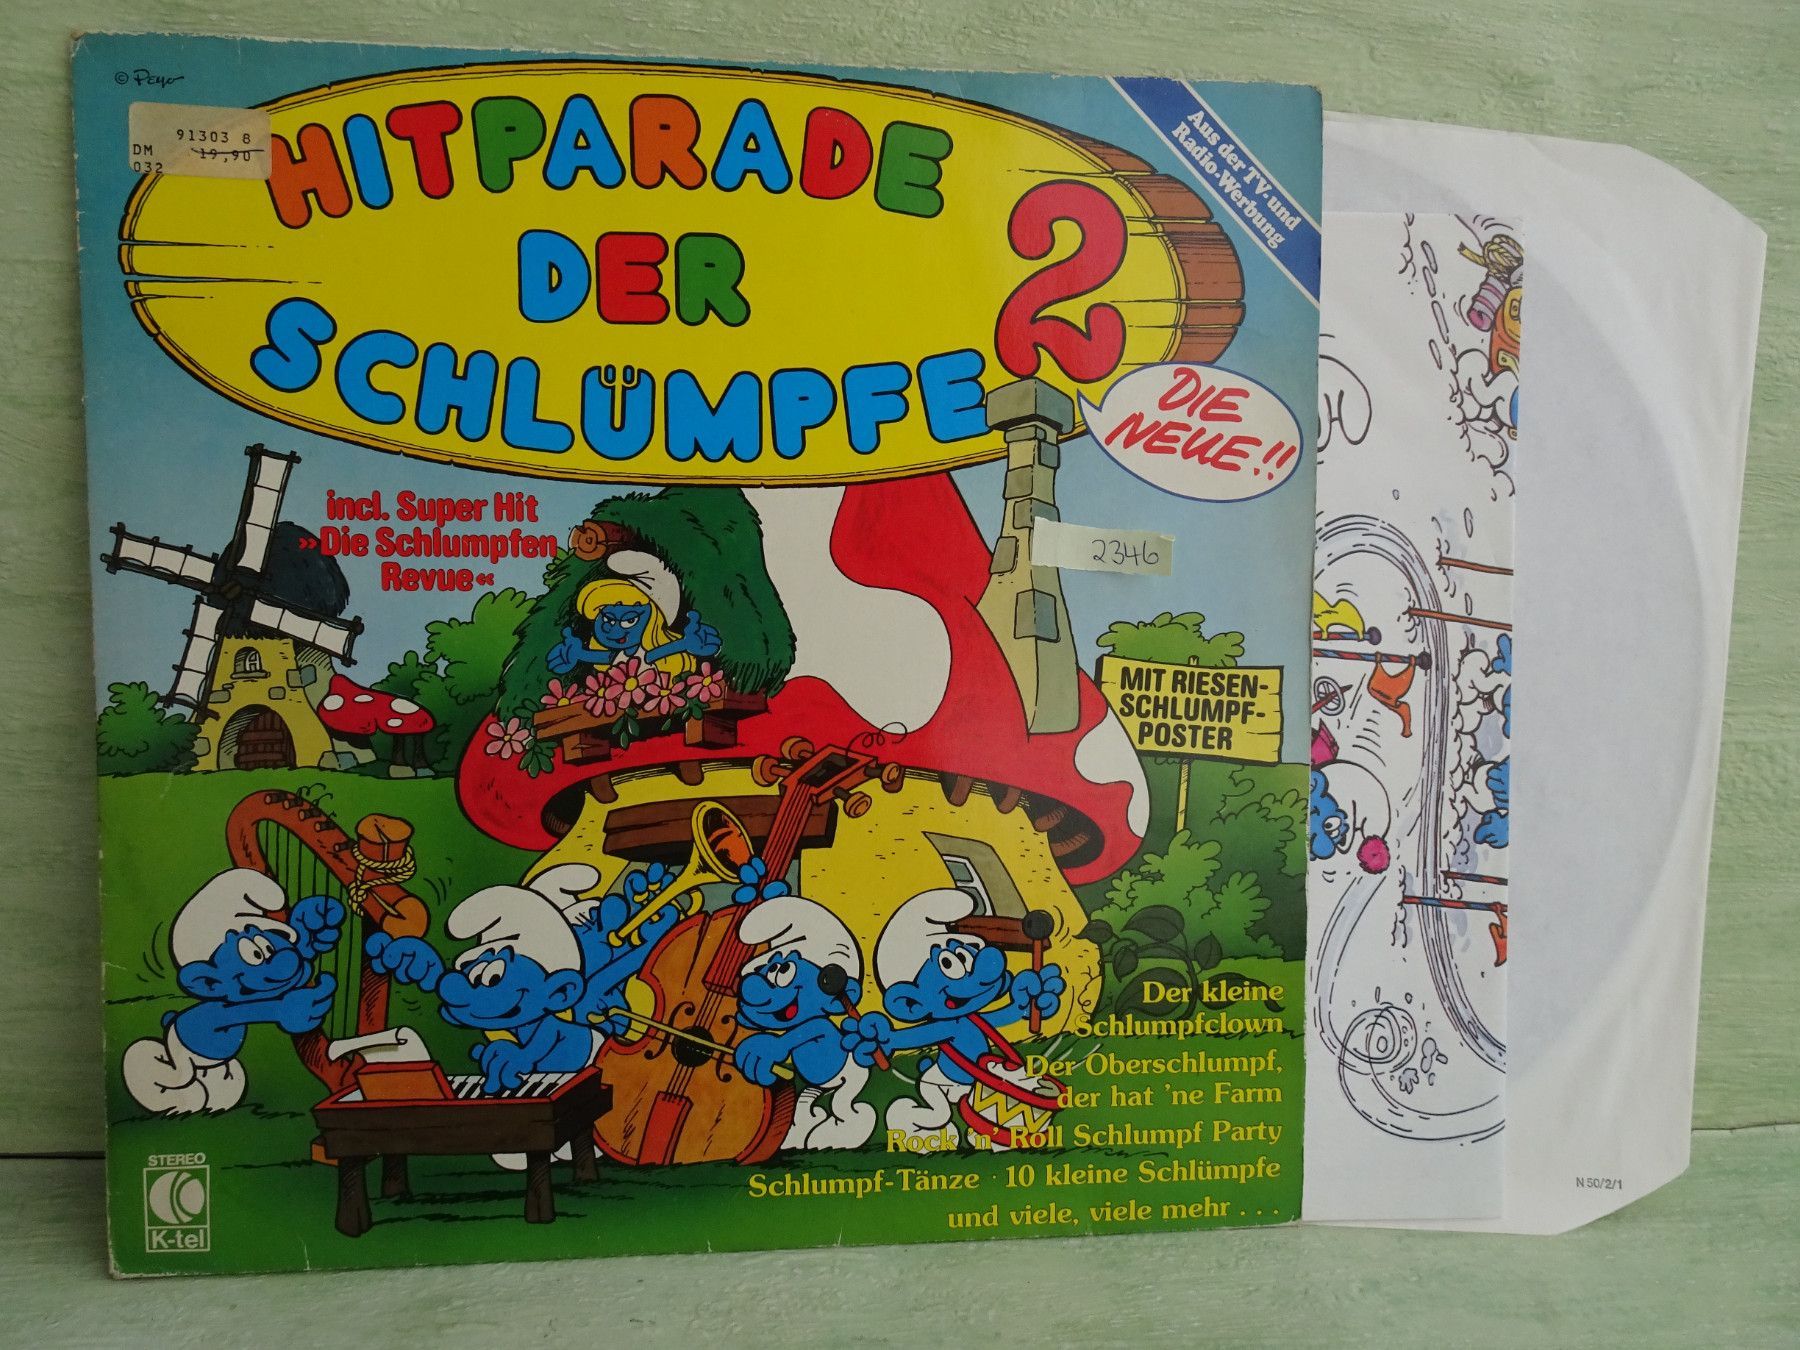 © Peyo
91303 8
DM 19,90
032
HITPARADE
DER
SCHLÜMPFE
2
Aus der TV- und
Radio-Werbung
DIE
NEUE!!
incl. Super Hit
»Die Schlumpfen
Revue«
2346
MIT RIESEN-
SCHLUMPF-
POSTER
Der kleine
Schlumpfclown
Der Oberschlumpf,
der hat 'ne Farm
Rock 'n' Roll Schlumpf Party
Schlumpf-Tänze · 10 kleine Schlümpfe
und viele, viele mehr . . .
STEREO
K-tel
N 50/2/1